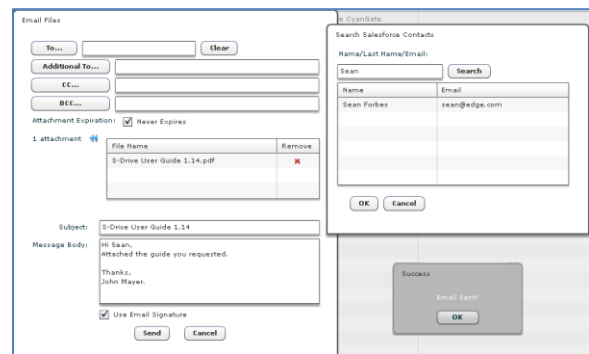 Email Files
To...
Clear
Additional To...
CC...
BCC...
Attachment Expiration:
Never Expires
1 attachment
File Name
Remove
S-Drive User Guide 1.14.pdf
Subject:
S-Drive User Guide 1.14
Message Body:
Hi Sean,
Attached the guide you requested.
Thanks,
John Mayer.
Use Email Signature
Send
Cancel
CyanGate
Search Salesforce Contacts
Name/Last Name/Email:
Sean
Search
Name
Email
Sean Forbes
sean@edge.com
OK
Cancel
Success
Email Sent!
OK